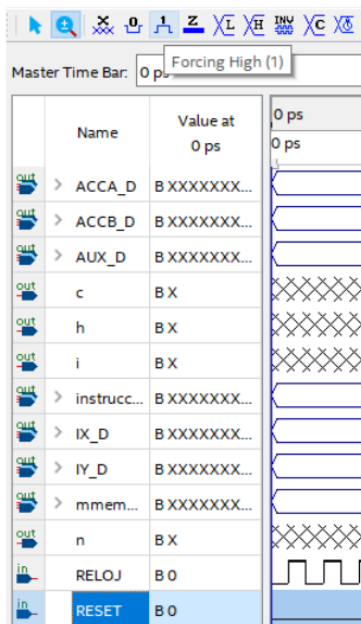 Forcing High (1)
Master Time Bar: 0 ps
Name
Value at
0 ps
0 ps
0 ps
out > ACCA_D B XXXXXXX...
out > ACCB_D B XXXXXXX...
out > AUX_D B XXXXXXX...
out c B X
out h B X
out i B X
out > instrucc... B XXXXXXX...
out > IX_D B XXXXXXX...
out > IY_D B XXXXXXX...
out > mmem... B XXXXXXX...
out n B X
in RELOJ B 0
in RESET B 0